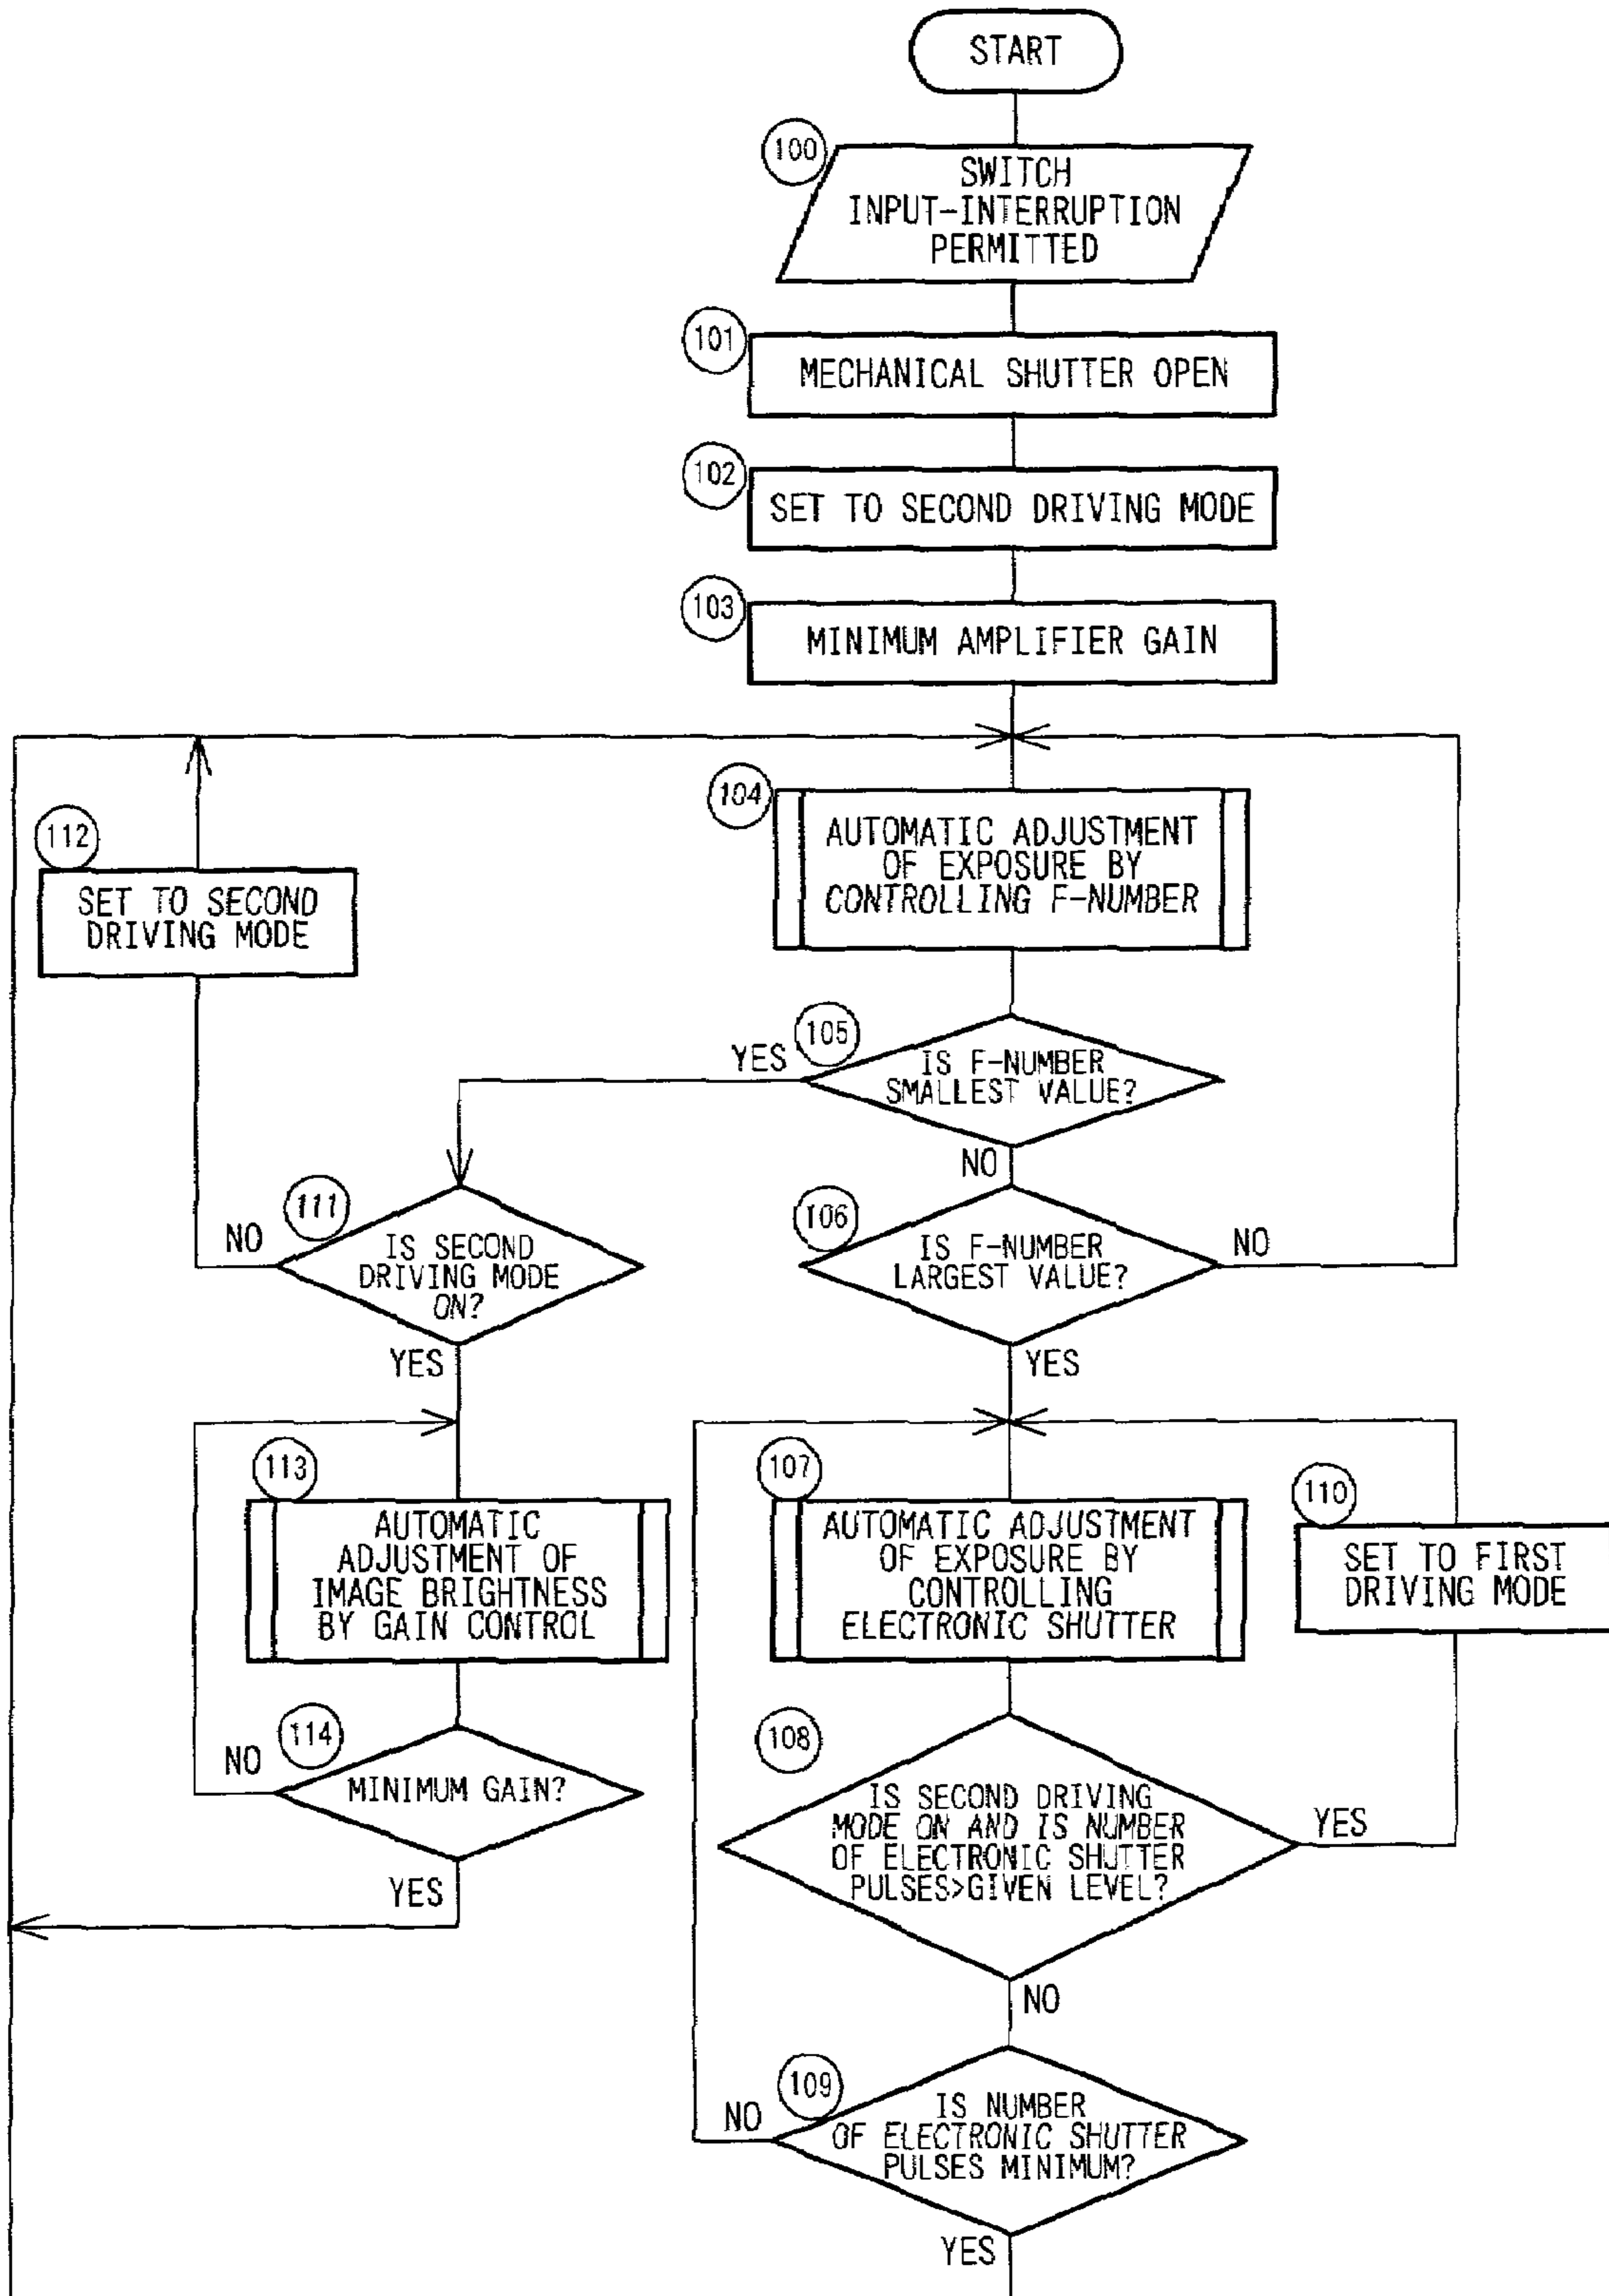 START
100
SWITCH
INPUT-INTERRUPTION
PERMITTED
101
MECHANICAL SHUTTER OPEN
102
SET TO SECOND DRIVING MODE
103
MINIMUM AMPLIFIER GAIN
104
AUTOMATIC ADJUSTMENT
OF EXPOSURE BY
CONTROLLING F-NUMBER
112
SET TO SECOND
DRIVING MODE
105
YES
IS F-NUMBER
SMALLEST VALUE?
NO
111
NO
IS SECOND
DRIVING MODE
ON?
YES
106
IS F-NUMBER
LARGEST VALUE?
NO
YES
113
AUTOMATIC
ADJUSTMENT OF
IMAGE BRIGHTNESS
BY GAIN CONTROL
107
AUTOMATIC ADJUSTMENT
OF EXPOSURE BY
CONTROLLING
ELECTRONIC SHUTTER
110
SET TO FIRST
DRIVING MODE
114
NO
MINIMUM GAIN?
YES
108
IS SECOND DRIVING
MODE ON AND IS NUMBER
OF ELECTRONIC SHUTTER
PULSES>GIVEN LEVEL?
YES
NO
109
NO
IS NUMBER
OF ELECTRONIC SHUTTER
PULSES MINIMUM?
YES